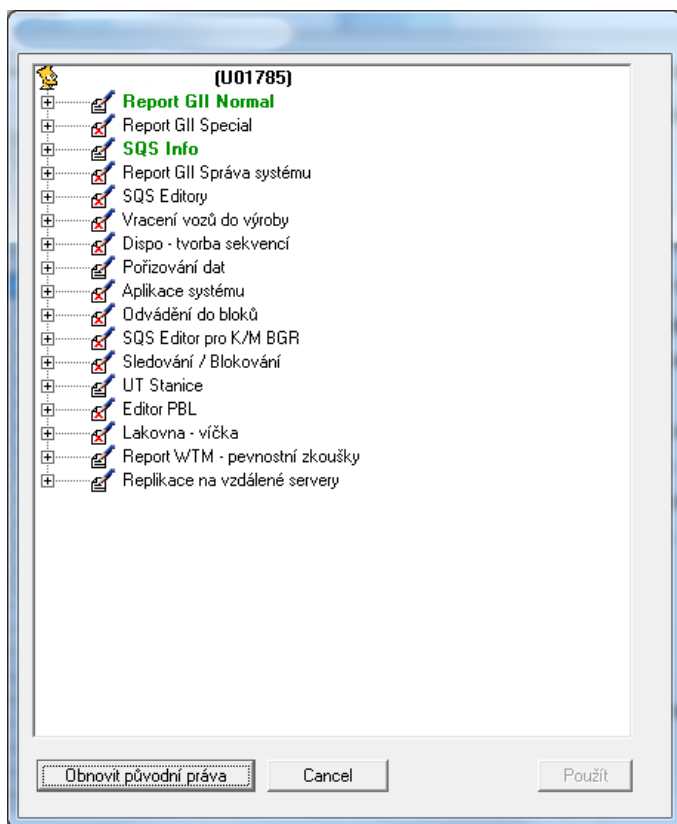 (U01785)
Report GII Normal
Report GII Special
SQS Info
Report GII Správa systému
SQS Editory
Vracení vozů do výroby
Dispo - tvorba sekvencí
Pořizování dat
Aplikace systému
Odvádění do bloků
SQS Editor pro K/M BGR
Sledování / Blokování
UT Stanice
Editor PBL
Lakovna - víčka
Report WTM - pevnostní zkoušky
Replikace na vzdálené servery
Obnovit původní práva Cancel Použít